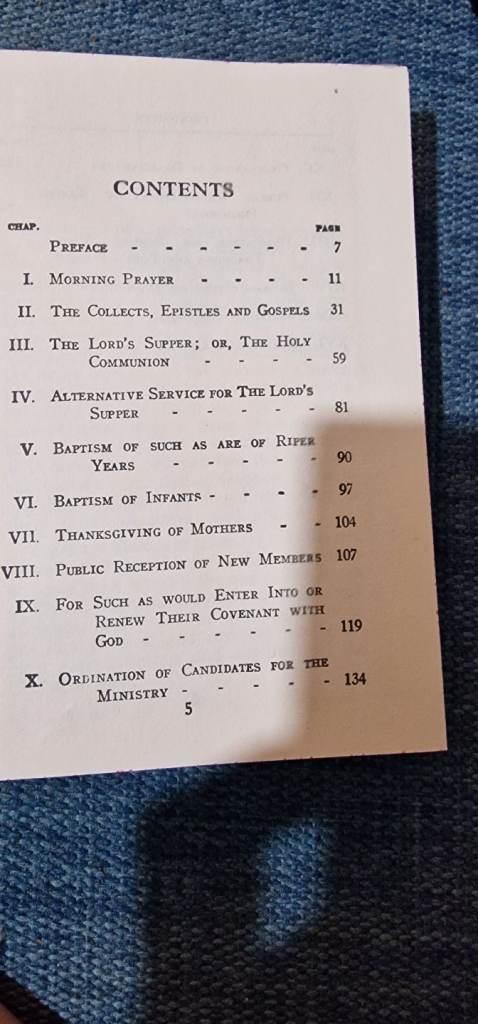 CONTENTS
CHAP. PAGE
PREFACE - - - - - - 7
I. MORNING PRAYER - - - - 11
II. THE COLLECTS, EPISTLES AND GOSPELS 31
III. THE LORD'S SUPPER; OR, THE HOLY
COMMUNION - - - - 59
IV. ALTERNATIVE SERVICE FOR THE LORD'S
SUPPER - - - - - 81
V. BAPTISM OF SUCH AS ARE OF RIPER
YEARS - - - - - 90
VI. BAPTISM OF INFANTS - - - - 97
VII. THANKSGIVING OF MOTHERS - - 104
VIII. PUBLIC RECEPTION OF NEW MEMBERS 107
IX. FOR SUCH AS WOULD ENTER INTO OR
RENEW THEIR COVENANT WITH
GOD - - - - - - 119
X. ORDINATION OF CANDIDATES FOR THE
MINISTRY - - - - - 134
5